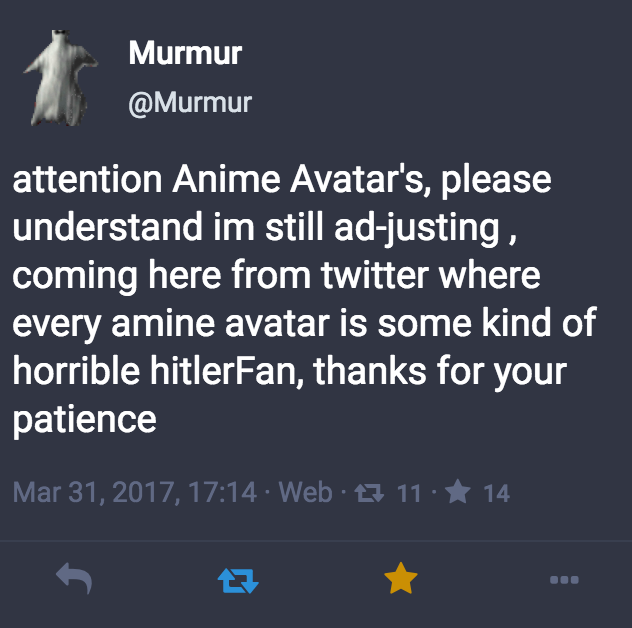 Murmur
@Murmur
attention Anime Avatar's, please
understand im still ad-justing ,
coming here from twitter where
every amine avatar is some kind of
horrible hitlerFan, thanks for your
patience
Mar 31, 2017, 17:14 · Web · 11 · 14